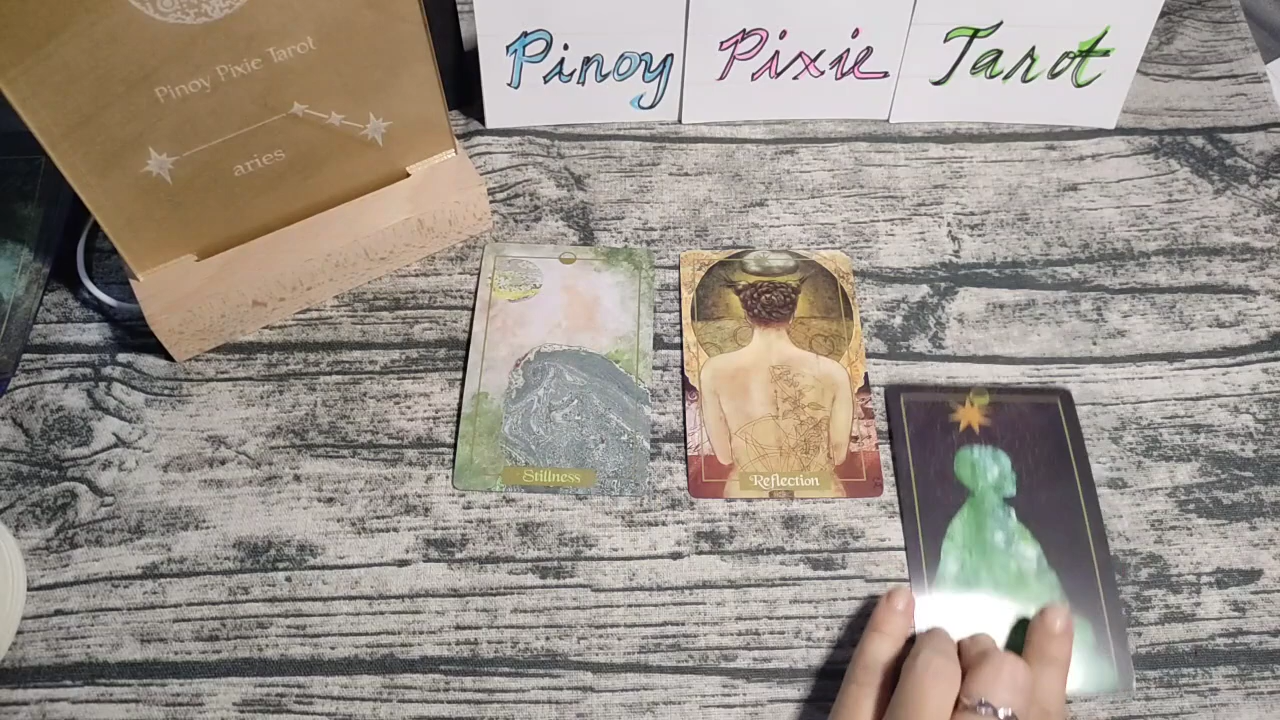 Pinoy Pixie Tarot
aries
Pinoy Pixie Tarot
Stillness
Reflection